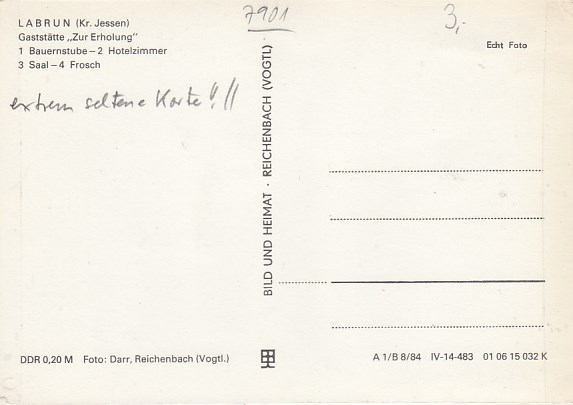 LABRUN (Kr. Jessen)
Gaststätte „Zur Erholung"
1 Bauernstube – 2 Hotelzimmer
3 Saal – 4 Frosch
extrem seltene Karte!!!
7901
3,-
Echt Foto
BILD UND HEIMAT · REICHENBACH (VOGTL)
DDR 0,20 M Foto: Darr, Reichenbach (Vogtl.)
A 1/B 8/84 IV-14-483 01 06 15 032 K